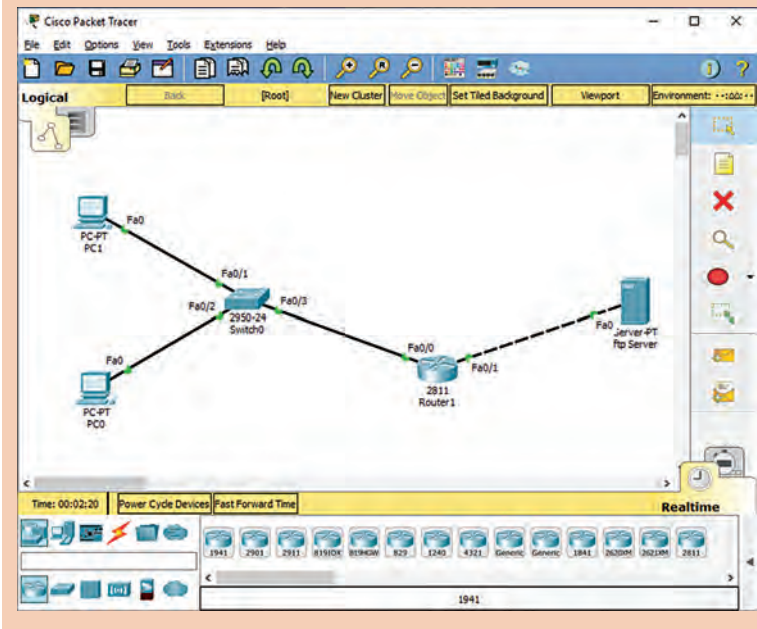 Cisco Packet Tracer
File Edit Options View Tools Extensions Help
Logical Back [Root] New Cluster Move Object Set Tiled Background Viewport Environment:
Fa0
PC-PT
PC1
Fa0/1
Fa0/2
Fa0/3
2950-24
Switch0
Fa0
PC-PT
PC0
Fa0/0
Fa0/1
2811
Router1
Fa0
Jerver-PT
ftp Server
Time: 00:02:20 Power Cycle Devices Fast Forward Time Realtime
1941 2901 2911 819IOX 819HGW 829 1240 4321 Generic Generic 1841 2620XM 2621XM 2811
1941